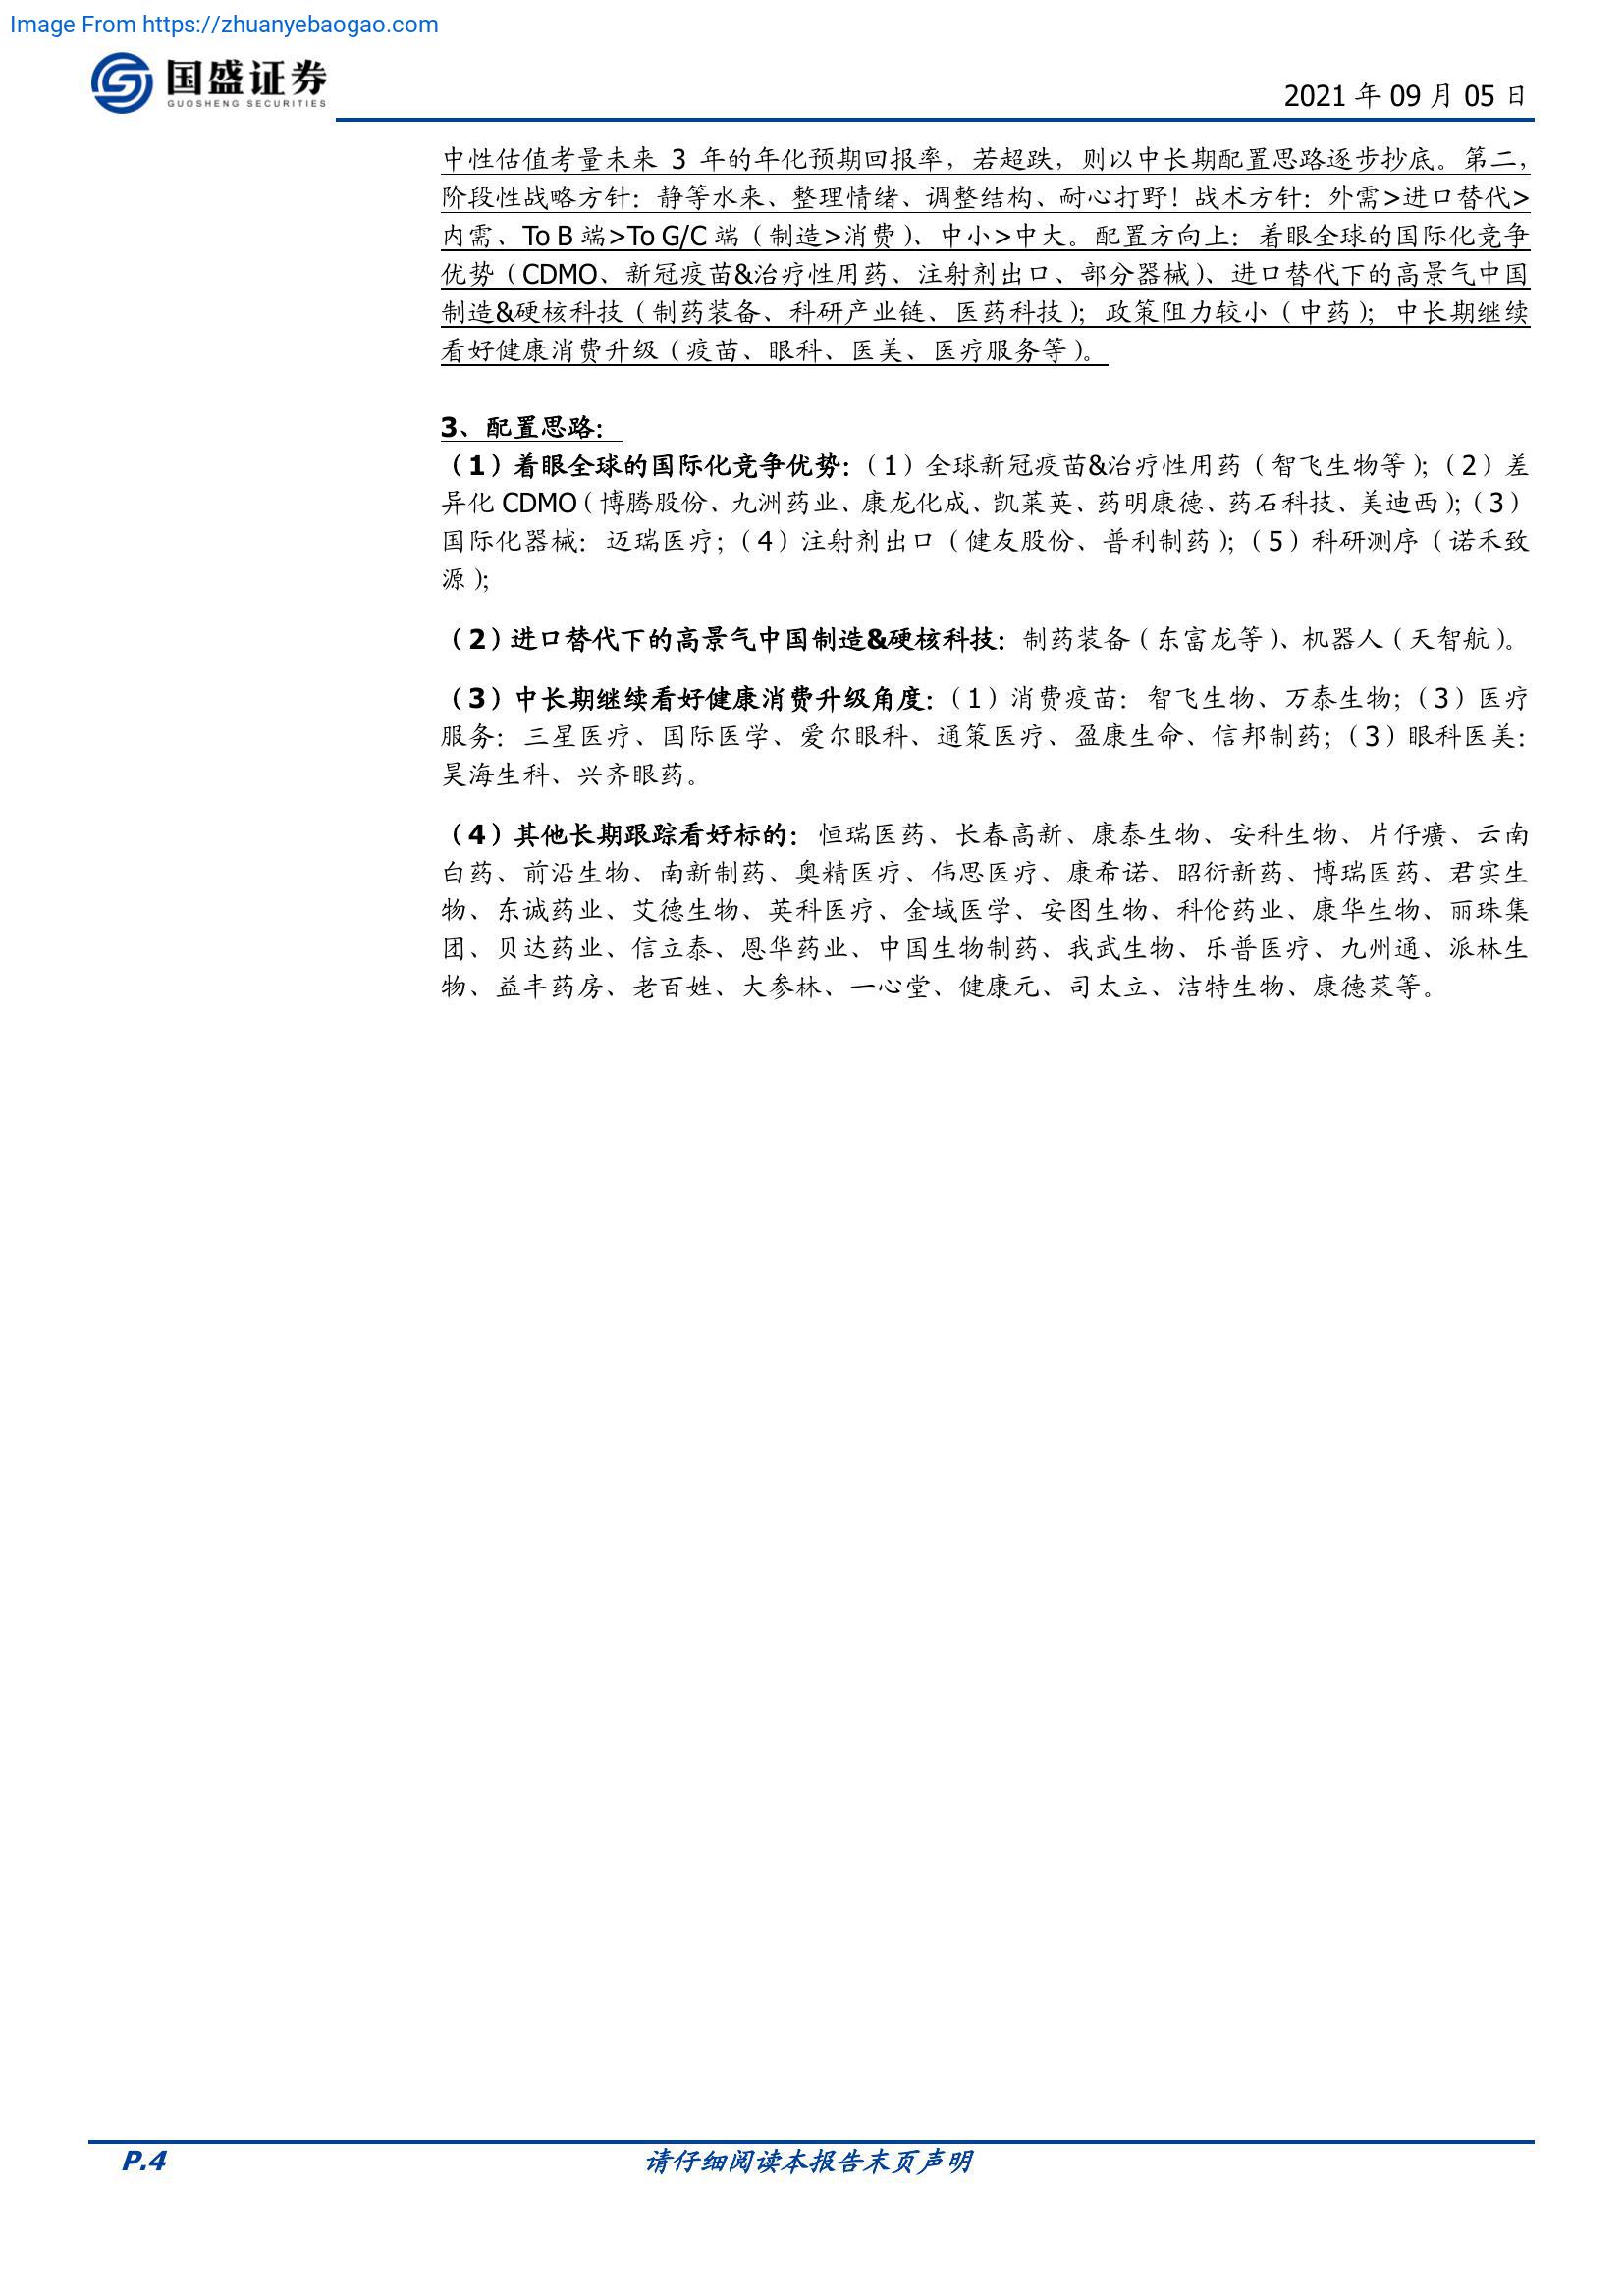 Image From https://zhuanyebaogao.com
国盛证券
GUOSHENG SECURITIES
2021 年 09 月 05 日
中性估值考量未来 3 年的年化预期回报率，若超跌，则以中长期配置思路逐步抄底。第二，
阶段性战略方针：静等水来、整理情绪、调整结构、耐心打野！战术方针：外需>进口替代>
内需、To B 端>To G/C 端（制造>消费）、中小>中大。配置方向上：着眼全球的国际化竞争
优势（CDMO、新冠疫苗&治疗性用药、注射剂出口、部分器械）、进口替代下的高景气中国
制造&硬核科技（制药装备、科研产业链、医药科技）；政策阻力较小（中药）；中长期继续
看好健康消费升级（疫苗、眼科、医美、医疗服务等）。
3、配置思路：
（1）着眼全球的国际化竞争优势：（1）全球新冠疫苗&治疗性用药（智飞生物等）；（2）差
异化 CDMO（博腾股份、九洲药业、康龙化成、凯莱英、药明康德、药石科技、美迪西）；（3）
国际化器械：迈瑞医疗；（4）注射剂出口（健友股份、普利制药）；（5）科研测序（诺禾致
源）；
（2）进口替代下的高景气中国制造&硬核科技：制药装备（东富龙等）、机器人（天智航）。
（3）中长期继续看好健康消费升级角度：（1）消费疫苗：智飞生物、万泰生物；（3）医疗
服务：三星医疗、国际医学、爱尔眼科、通策医疗、盈康生命、信邦制药；（3）眼科医美：
昊海生科、兴齐眼药。
（4）其他长期跟踪看好标的：恒瑞医药、长春高新、康泰生物、安科生物、片仔癀、云南
白药、前沿生物、南新制药、奥精医疗、伟思医疗、康希诺、昭衍新药、博瑞医药、君实生
物、东诚药业、艾德生物、英科医疗、金域医学、安图生物、科伦药业、康华生物、丽珠集
团、贝达药业、信立泰、恩华药业、中国生物制药、我武生物、乐普医疗、九州通、派林生
物、益丰药房、老百姓、大参林、一心堂、健康元、司太立、洁特生物、康德莱等。
P.4
请仔细阅读本报告末页声明